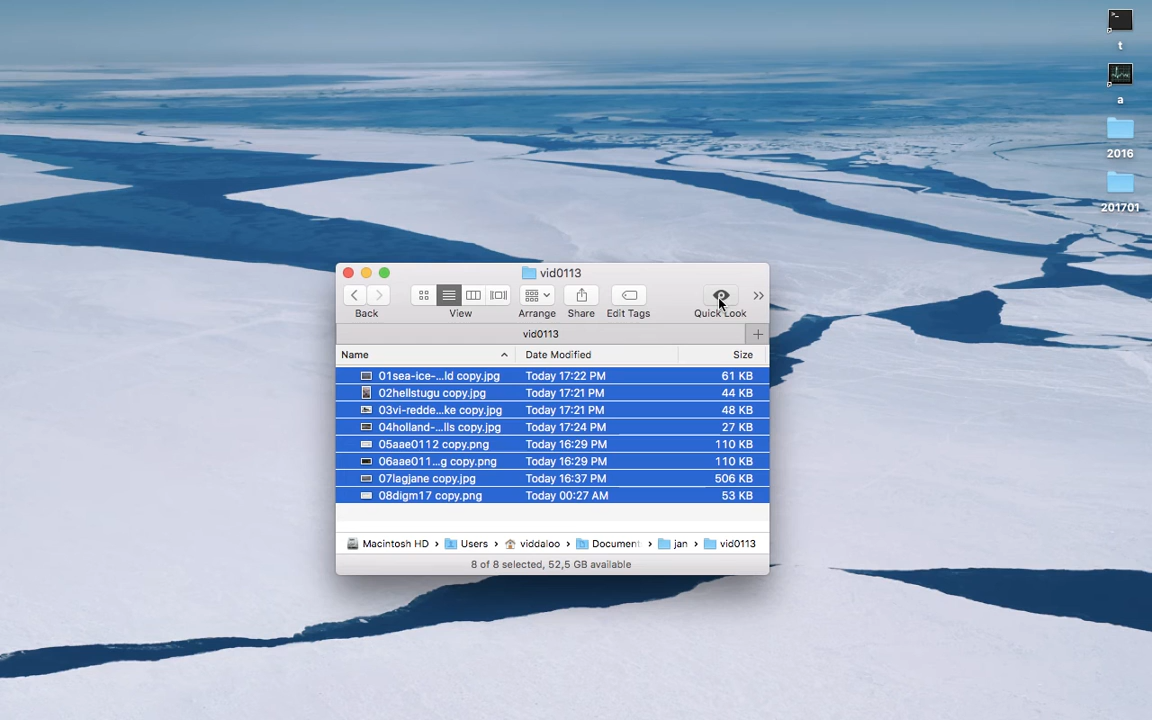 t
a
2016
201701
vid0113
Back
View
Arrange
Share
Edit Tags
Quick Look
vid0113
Name Date Modified Size
01sea-ice-...ld copy.jpg Today 17:22 PM 61 KB
02hellstugu copy.jpg Today 17:21 PM 44 KB
03vi-redde...ke copy.jpg Today 17:21 PM 48 KB
04holland-...lls copy.jpg Today 17:24 PM 27 KB
05aae0112 copy.png Today 16:29 PM 110 KB
06aae011...g copy.png Today 16:29 PM 110 KB
07lagjane copy.jpg Today 16:37 PM 506 KB
08digm17 copy.png Today 00:27 AM 53 KB
Macintosh HD › Users › viddaloo › Document › jan › vid0113
8 of 8 selected, 52,5 GB available